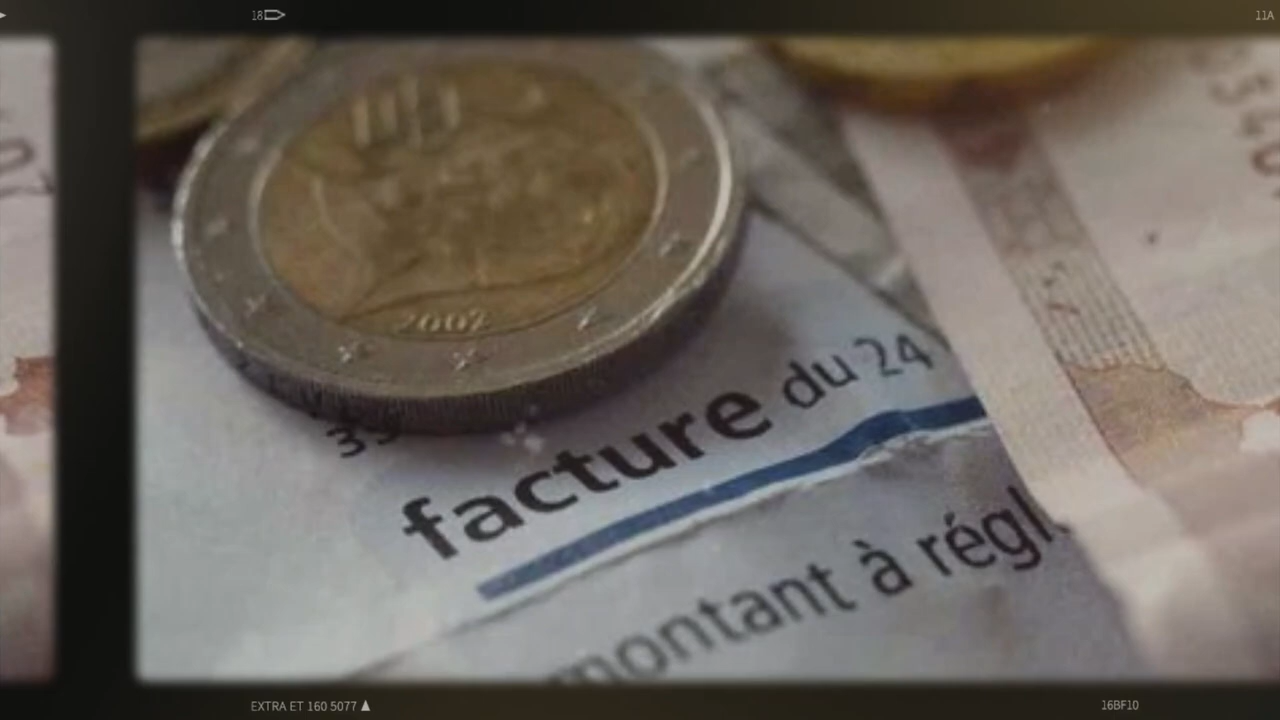 18
11A
2002
facture du 24
montant à régl
EXTRA ET 160 5077
16BF10